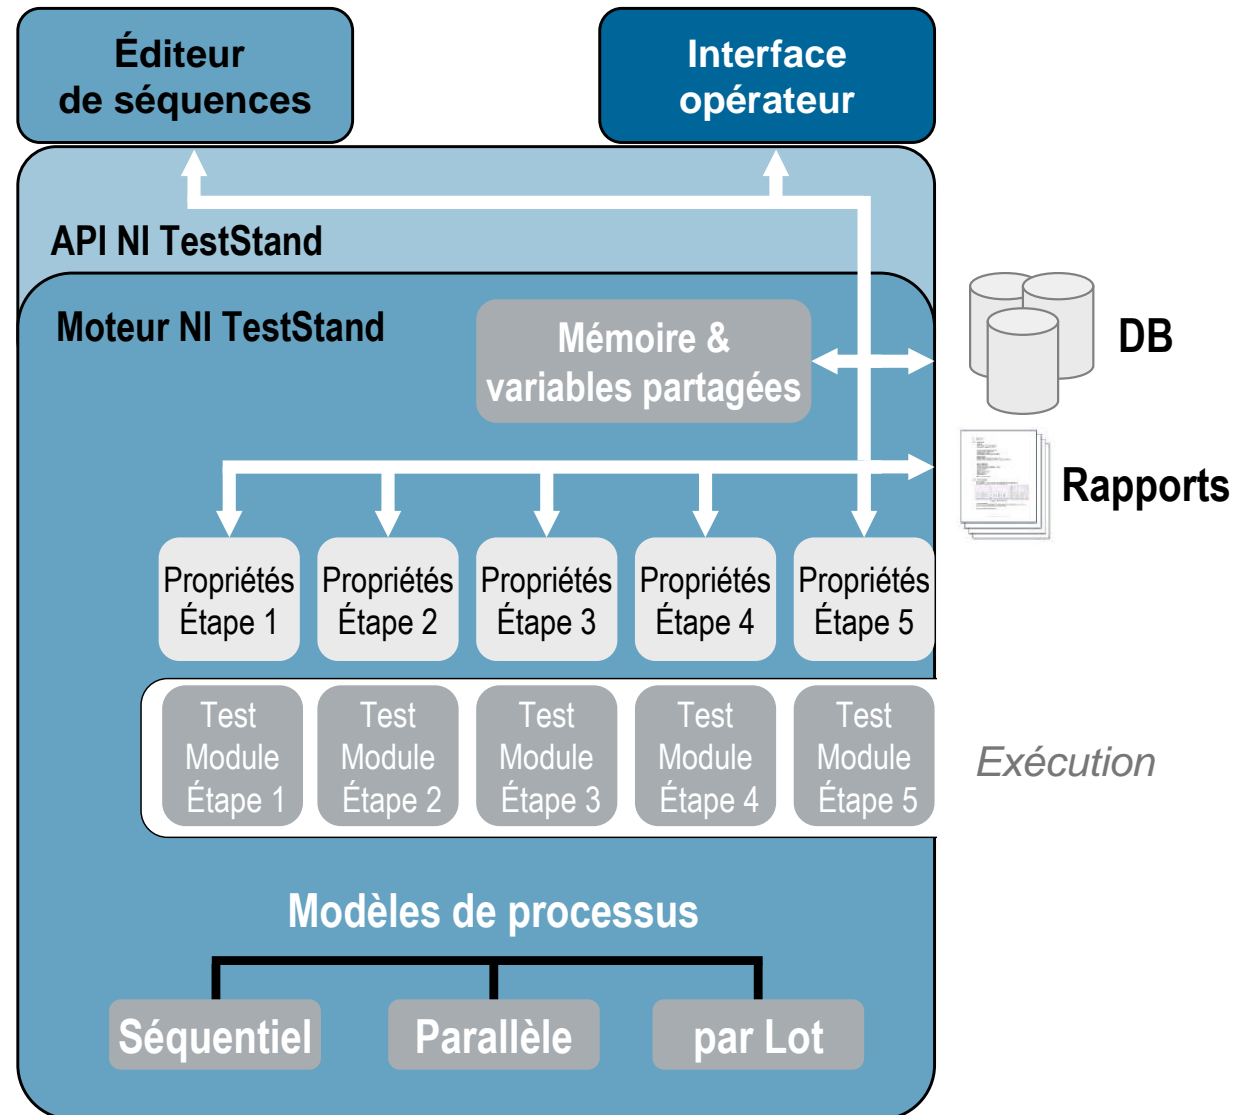 Éditeur
de séquences
Interface
opérateur
API NI TestStand
Moteur NI TestStand
Mémoire &
variables partagées
DB
Rapports
Propriétés
Étape 1
Propriétés
Étape 2
Propriétés
Étape 3
Propriétés
Étape 4
Propriétés
Étape 5
Test
Module
Étape 1
Test
Module
Étape 2
Test
Module
Étape 3
Test
Module
Étape 4
Test
Module
Étape 5
Exécution
Modèles de processus
Séquentiel
Parallèle
par Lot